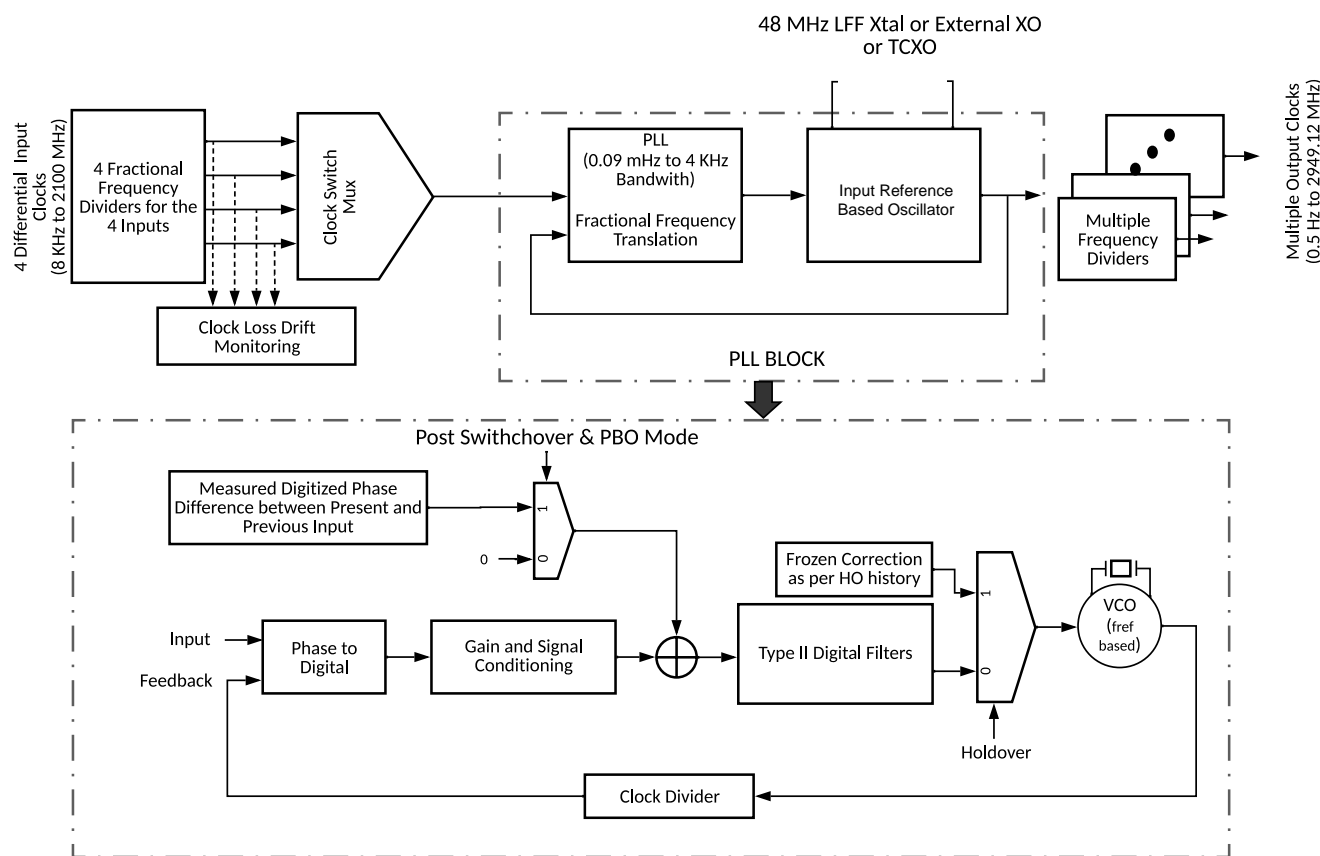 48 MHz LFF Xtal or External XO
or TCXO
4 Differential Input
Clocks
(8 KHz to 2100 MHz)
4 Fractional
Frequency
Dividers for the
4 Inputs
Clock Switch
Mux
Clock Loss Drift
Monitoring
PLL
(0.09 mHz to 4 KHz
Bandwith)
Fractional Frequency
Translation
Input Reference
Based Oscillator
Multiple
Frequency
Dividers
Multiple Output Clocks
(0.5 Hz to 2949.12 MHz)
PLL BLOCK
Post Swithchover & PBO Mode
Measured Digitized Phase
Difference between Present and
Previous Input
1
0
0
Frozen Correction
as per HO history
1
0
VCO
(fref
based)
Input
Feedback
Phase to
Digital
Gain and Signal
Conditioning
Type II Digital Filters
Holdover
Clock Divider